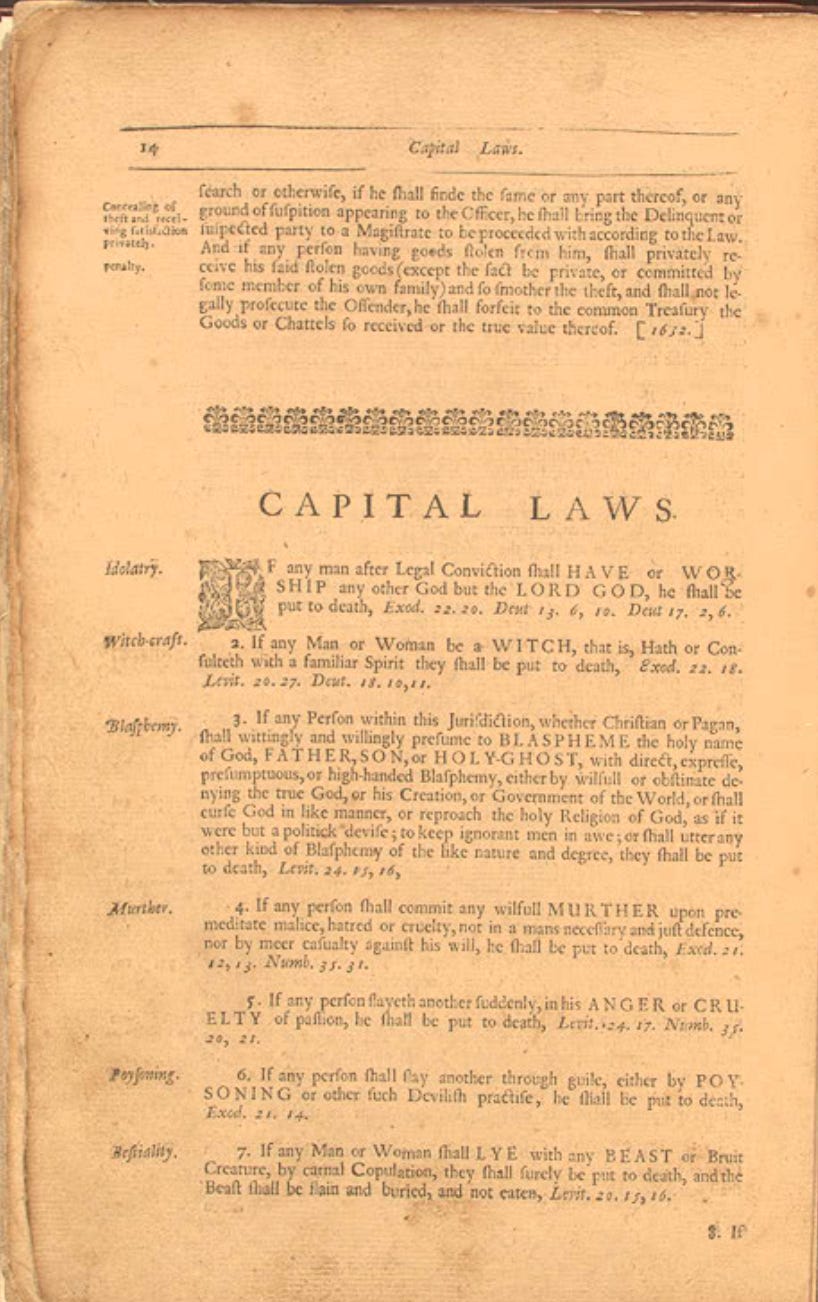 14 Capital Laws.
ſearch or otherwiſe, if he ſhall finde the ſame or any part thereof, or any
Concealing of
theft and recei-
ving ſatisfaction
privately.
penalty.
ground of ſuſpition appearing to the Officer, he ſhall bring the Delinquent or
ſuſpected party to a Magiſtrate to be proceeded with according to the Law.
And if any perſon having goods ſtolen from him, ſhall privately re-
ceive his ſaid ſtolen goods (except the fact be private, or committed by
ſome member of his own family) and ſo ſmother the theft, and ſhall not le-
gally proſecute the Offender, he ſhall forfeit to the common Treaſury the
Goods or Chattels ſo received or the true value thereof. [1652.]
CAPITAL LAWS.
Idolatry.
IF any man after Legal Conviction ſhall HAVE or WOR-
SHIP any other God but the LORD GOD, he ſhall be
put to death, Exod. 22. 20. Deut 13. 6, 10. Deut 17. 2, 6.
Witch-craft.
2. If any Man or Woman be a WITCH, that is, Hath or Con-
ſulteth with a familiar Spirit they ſhall be put to death, Exod. 22. 18.
Levit. 20. 27. Deut. 18. 10, 11.
Blaſphemy.
3. If any Perſon within this Juriſdiction, whether Chriſtian or Pagan,
ſhall wittingly and willingly preſume to BLASPHEME the holy name
of God, FATHER, SON, or HOLY-GHOST, with direct, expreſſe,
preſumptuous, or high-handed Blaſphemy, either by wilfull or obſtinate de-
nying the true God, or his Creation, or Government of the World, or ſhall
curſe God in like manner, or reproach the holy Religion of God, as if it
were but a politick deviſe; to keep ignorant men in awe; or ſhall utter any
other kind of Blaſphemy of the like nature and degree, they ſhall be put
to death, Levit. 24. 15, 16,
Murther.
4. If any perſon ſhall commit any wilfull MURTHER upon pre-
meditate malice, hatred or cruelty, not in a mans neceſſary and juſt defence,
nor by meer caſualty againſt his will, he ſhall be put to death, Exod. 21.
12, 13. Numb. 35. 31.
5. If any perſon ſlayeth another ſuddenly, in his ANGER or CRU-
ELTY of paſſion, he ſhall be put to death, Levit. 24. 17. Numb. 35.
20, 21.
Poyſoning.
6. If any perſon ſhall ſlay another through guile, either by POY-
SONING or other ſuch Deviliſh practiſe, he ſhall be put to death,
Exod. 21. 14.
Beſtiality.
7. If any Man or Woman ſhall LYE with any BEAST or Bruit
Creature, by carnal Copulation, they ſhall ſurely be put to death, and the
Beaſt ſhall be ſlain and buried, and not eaten, Levit. 20. 15, 16.
8. If